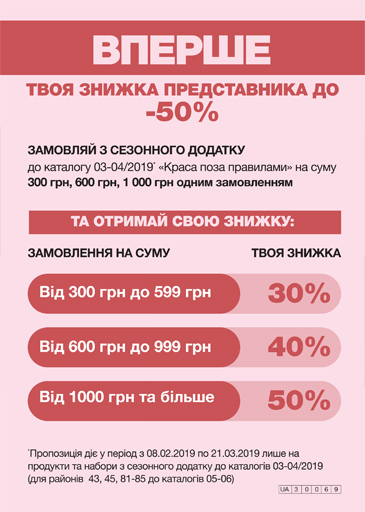 ВПЕРШЕ
ТВОЯ ЗНИЖКА ПРЕДСТАВНИКА ДО
-50%
ЗАМОВЛЯЙ З СЕЗОННОГО ДОДАТКУ
до каталогу 03-04/2019* «Краса поза правилами» на суму
300 грн, 600 грн, 1 000 грн одним замовленням
ТА ОТРИМАЙ СВОЮ ЗНИЖКУ:
ЗАМОВЛЕННЯ НА СУМУ ТВОЯ ЗНИЖКА
Від 300 грн до 599 грн 30%
Від 600 грн до 999 грн 40%
Від 1000 грн та більше 50%
*Пропозиція діє у період з 08.02.2019 по 21.03.2019 лише на
продукти та набори з сезонного додатку до каталогів 03-04/2019
(для районів 43, 45, 81-85 до каталогів 05-06)
UA 3 0 0 6 9